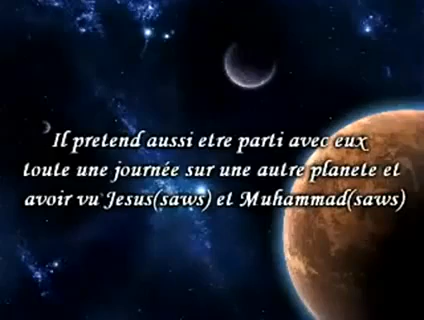 Il pretend aussi etre parti avec eux
toute une journée sur une autre planete et
avoir vu Jesus(saws) et Muhammad(saws)